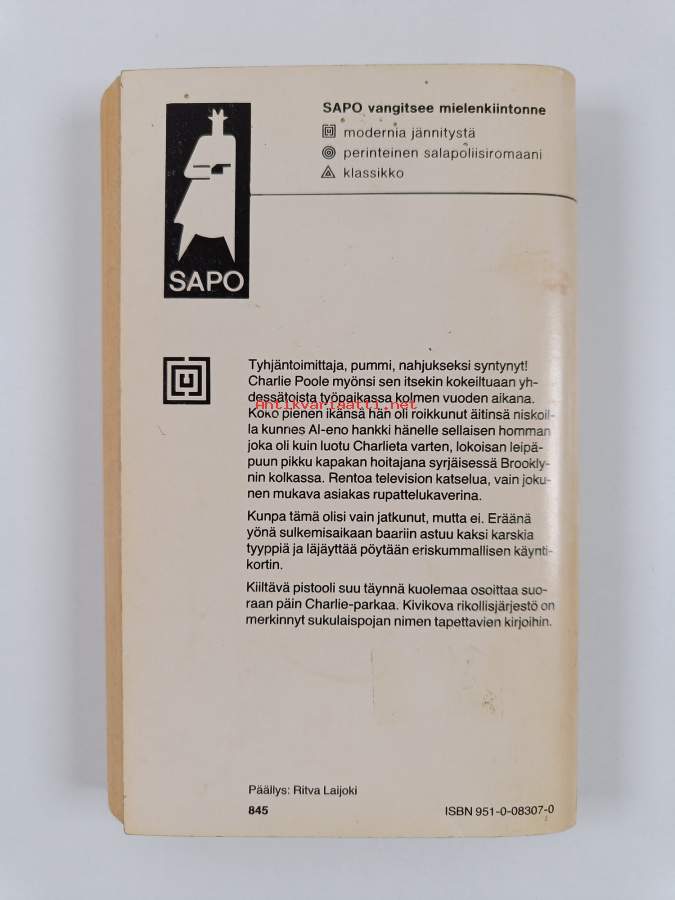 SAPO vangitsee mielenkiintonne
modernia jännitystä
perinteinen salapoliisiromaani
klassikko
SAPO
Tyhjäntoimittaja, pummi, nahjukseksi syntynyt!
Charlie Poole myönsi sen itsekin kokeiltuaan yh-
dessätoista työpaikassa kolmen vuoden aikana.
Antikvariaatti.net
Koko pienen ikänsä hän oli roikkunut äitinsä niskoil-
la kunnes Al-eno hankki hänelle sellaisen homman
joka oli kuin luotu Charlieta varten, lokoisan leipä-
puun pikku kapakan hoitajana syrjäisessä Brookly-
nin kolkassa. Rentoa television katselua, vain joku-
nen mukava asiakas rupattelukaverina.
Kunpa tämä olisi vain jatkunut, mutta ei. Eräänä
yönä sulkemisaikaan baariin astuu kaksi karskia
tyyppiä ja läjäyttää pöytään eriskummallisen käynti-
kortin.
Kiiltävä pistooli suu täynnä kuolemaa osoittaa suo-
raan päin Charlie-parkaa. Kivikova rikollisjärjestö on
merkinnyt sukulaispojan nimen tapettavien kirjoihin.
Päällys: Ritva Laijoki
845
ISBN 951-0-08307-0